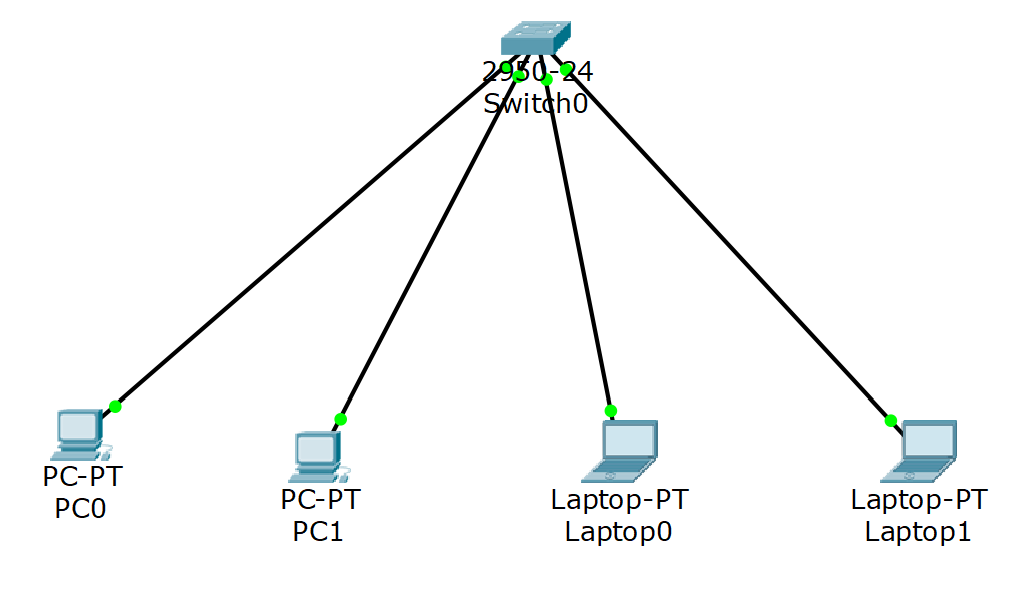 2950-24
Switch0
PC-PT
PC0
PC-PT
PC1
Laptop-PT
Laptop0
Laptop-PT
Laptop1